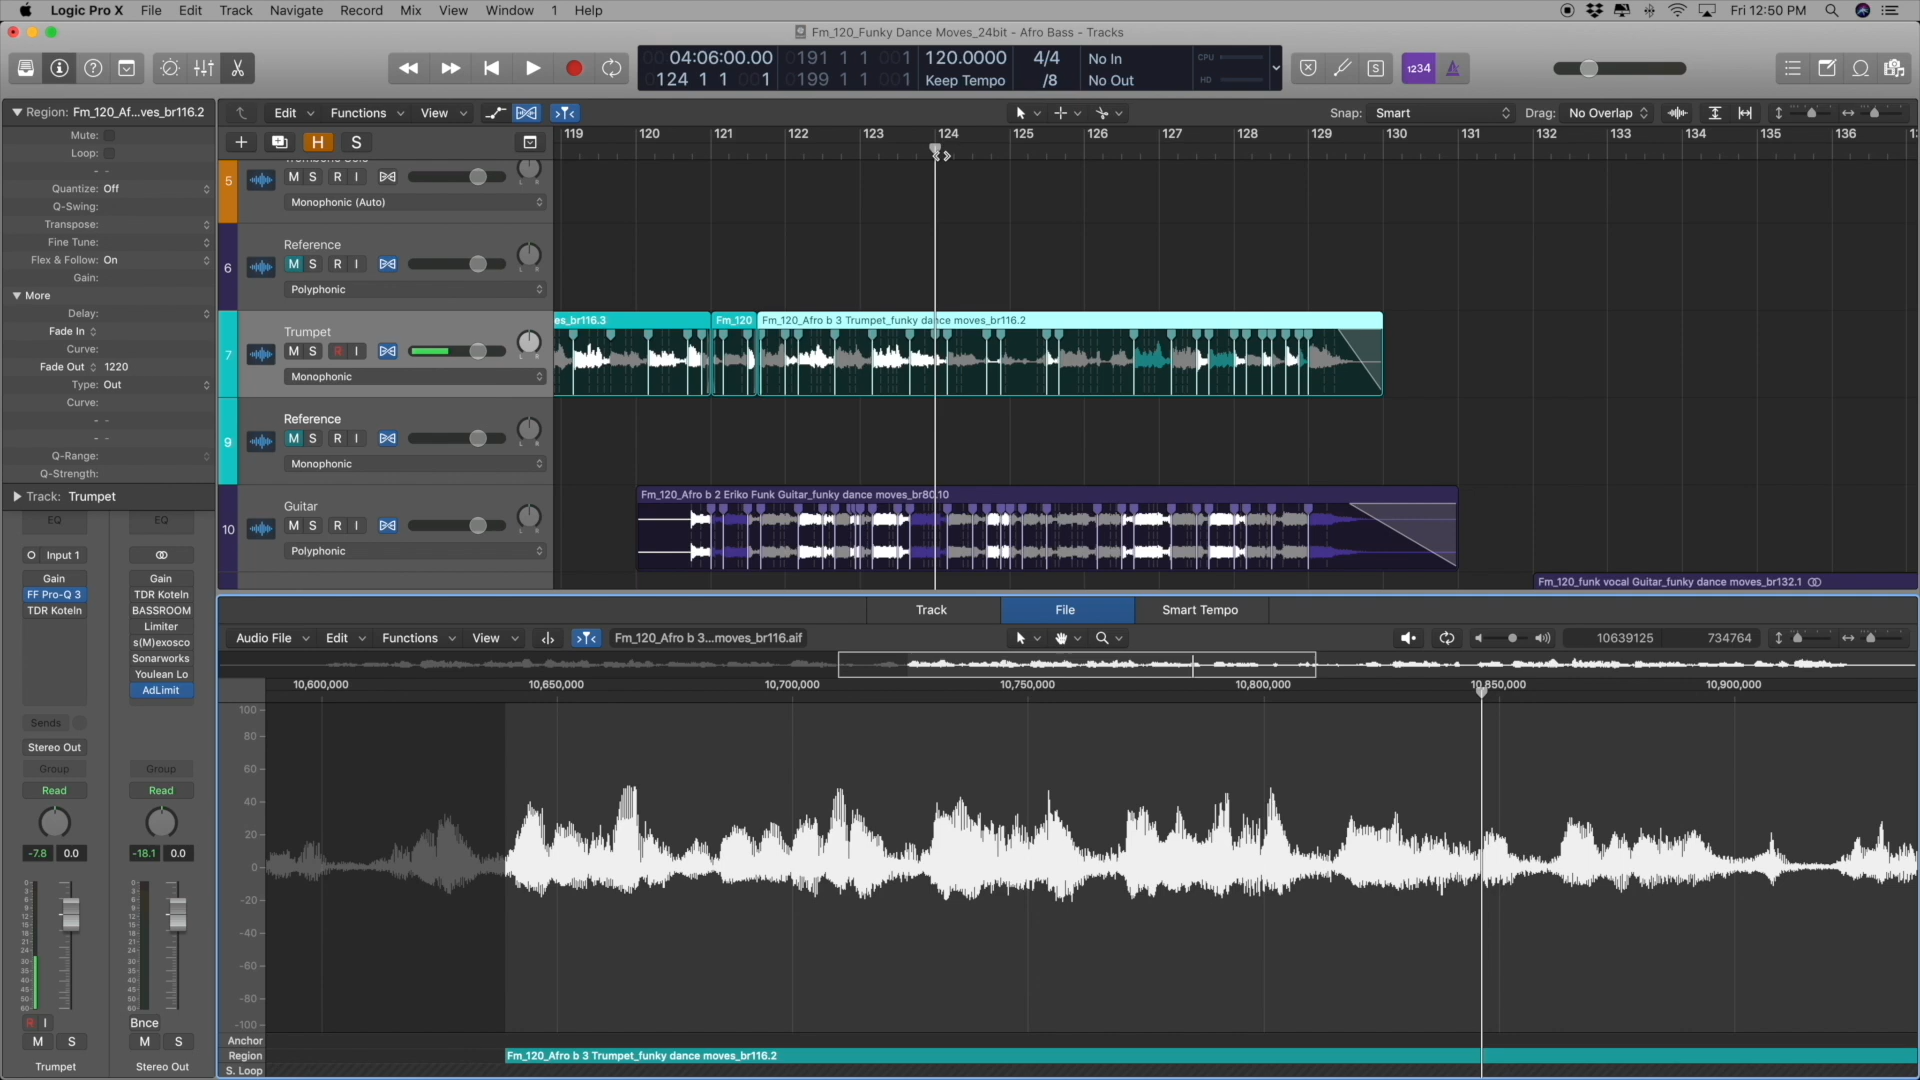 Logic Pro X File Edit Track Navigate Record Mix View Window 1 Help Fri 12:50 PM
Fm_120_Funky Dance Moves_24bit - Afro Bass - Tracks
04:06:00.00 0191 1 1 001 120.0000 4/4 No In CPU
0124 1 1 001 0199 1 1 001 Keep Tempo /8 No Out HD
1234
Region: Fm_120_Af...ves_br116.2
Edit Functions View Snap: Smart Drag: No Overlap
119 120 121 122 123 124 125 126 127 128 129 130 131 132 133 134 135 136
H S
Mute:
Loop:
- -
Quantize: Off
Q-Swing:
Transpose:
Fine Tune:
Flex & Follow: On
Gain:
More
Delay:
Fade In
Curve:
Fade Out 1220
Type: Out
Curve:
- -
- -
Q-Range:
Q-Strength:
Track: Trumpet
5
M S R I
Monophonic (Auto)
6
Reference
M S R I
Polyphonic
7
Trumpet
M S R I
Monophonic
es_br116.3 Fm_120 Fm_120_Afro b 3 Trumpet_funky dance moves_br116.2
9
Reference
M S R I
Monophonic
10
Guitar
M S R I
Polyphonic
Fm_120_Afro b 2 Eriko Funk Guitar_funky dance moves_br80.10
Fm_120_funk vocal Guitar_funky dance moves_br132.1
EQ EQ
Input 1
Gain Gain
FF Pro-Q 3 TDR Koteln
TDR Koteln BASSROOM
Limiter
s(M)exosco
Sonarworks
Youlean Lo
AdLimit
Sends
Stereo Out
Group Group
Read Read
-7.8 0.0 -18.1 0.0
R I Bnce
M S M S
Trumpet Stereo Out
Track File Smart Tempo
Audio File Edit Functions View Fm_120_Afro b 3...moves_br116.aif 10639125 734764
10,600,000 10,650,000 10,700,000 10,750,000 10,800,000 10,850,000 10,900,000
100
80
60
40
20
0
-20
-40
-60
-80
-100
Anchor
Region Fm_120_Afro b 3 Trumpet_funky dance moves_br116.2
S. Loop